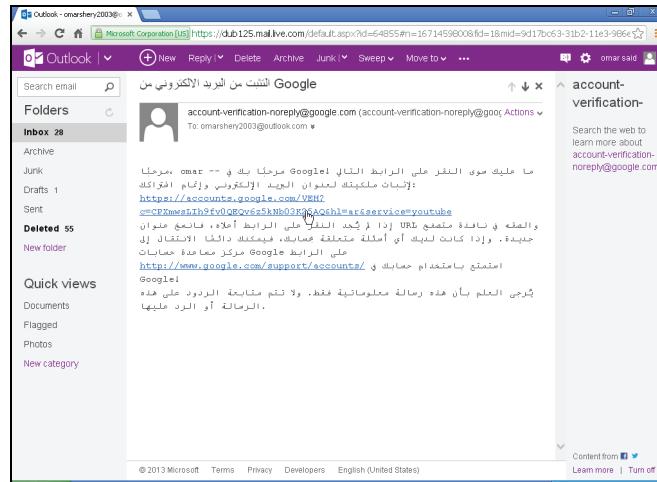 Outlook - omarshery2003@o
Microsoft Corporation [US] https://dub125.mail.live.com/default.aspx?id=64855#n=1671459800&fid=1&mid=9d17bc63-31b2-11e3-986e
Outlook
New Reply Delete Archive Junk Sweep Move to ...
omar said
Search email
Folders
Inbox 28
Archive
Junk
Drafts 1
Sent
Deleted 55
New folder
Quick views
Documents
Flagged
Photos
New category
التثبت من البريد الالكتروني من Google
account-verification-noreply@google.com (account-verification-noreply@goog Actions
To: omarshery2003@outlook.com
ما عليك سوى النقر على الرابط التالي !Google مرحبًا بك في -- omar ،مرحبًا
:لإثبات ملكيتك لعنوان البريد الإلكتروني وإتمام اشتراكك
https://accounts.google.com/VEH?
c=CPXmwsLIh9fv0QEQv6z5kNb03K
&hl=ar&service=youtube
والصقه في نافذة متصفح URL إذا لم يُجد النقر على الرابط أعلاه، فانسخ عنوان
جديدة. وإذا كانت لديك أي أسئلة متعلقة بحسابك، فيمكنك دائمًا الانتقال إلى
على الرابط Google مركز مساعدة حسابات
استمتع باستخدام حسابك في http://www.google.com/support/accounts/
Google!
يُرجى العلم بأن هذه رسالة معلوماتية فقط. ولا تتم متابعة الردود على هذه
.الرسالة أو الرد عليها
account-verification-
Search the web to
learn more about
account-verification-
noreply@google.com
Content from
Learn more | Turn off
© 2013 Microsoft Terms Privacy Developers English (United States)